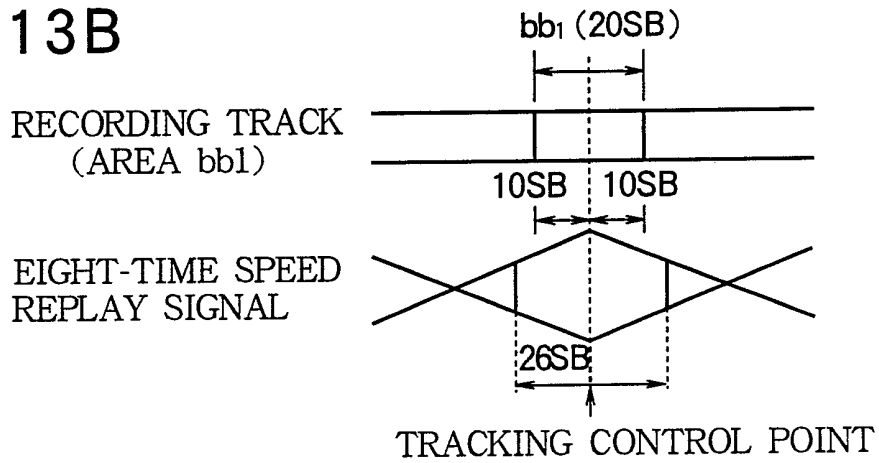 13B
bb₁ (20SB)
RECORDING TRACK
(AREA bb1)
10SB 10SB
EIGHT-TIME SPEED
REPLAY SIGNAL
26SB
TRACKING CONTROL POINT